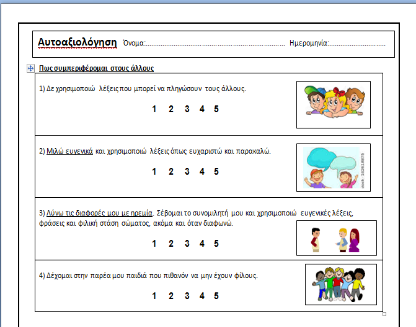 Αυτοαξιολόγηση Όνομα:........................................................ Ημερομηνία:........................
Πως συμπεριφέρομαι στους άλλους
1) Δε χρησιμοποιώ λέξεις που μπορεί να πληγώσουν τους άλλους.
1 2 3 4 5
2) Μιλώ ευγενικά και χρησιμοποιώ λέξεις όπως ευχαριστώ και παρακαλώ.
1 2 3 4 5
3) Λύνω τις διαφορές μου με ηρεμία. Σέβομαι το συνομιλητή μου και χρησιμοποιώ ευγενικές λέξεις,
φράσεις και φιλική στάση σώματος, ακόμα και όταν διαφωνώ.
1 2 3 4 5
4) Δέχομαι στην παρέα μου παιδιά που πιθανόν να μην έχουν φίλους.
1 2 3 4 5